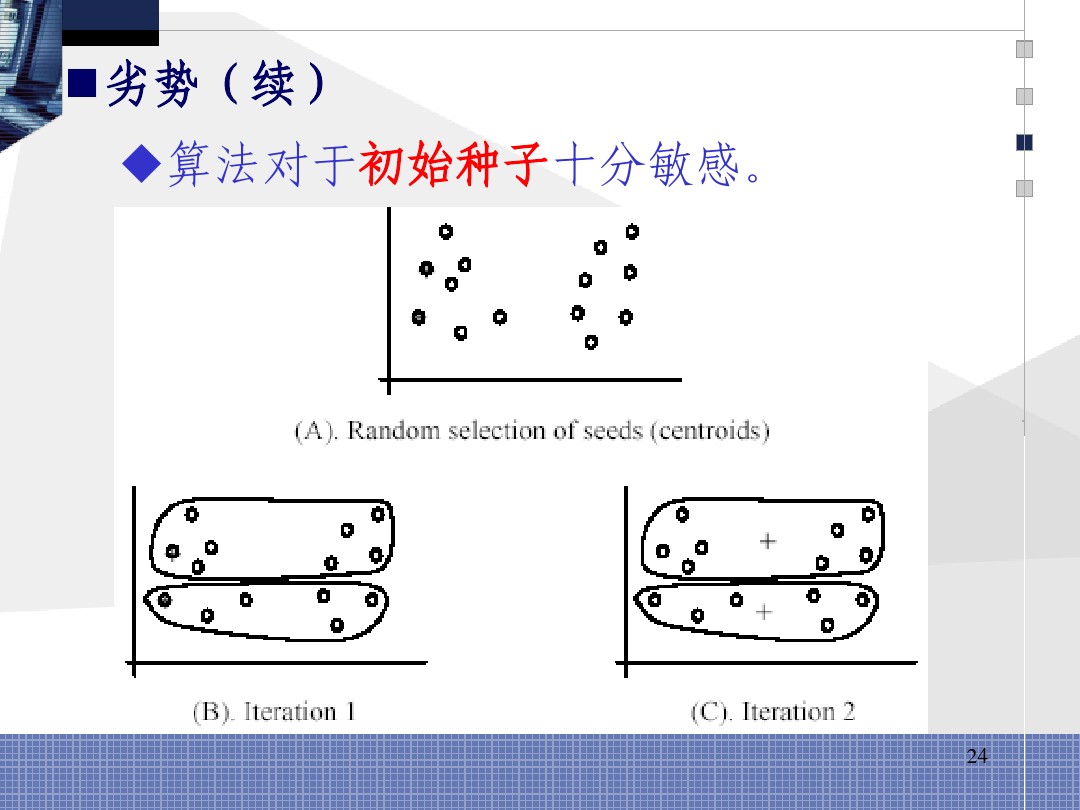 劣势（续）
算法对于初始种子十分敏感。
(A). Random selection of seeds (centroids)
(B). Iteration 1
(C). Iteration 2
24